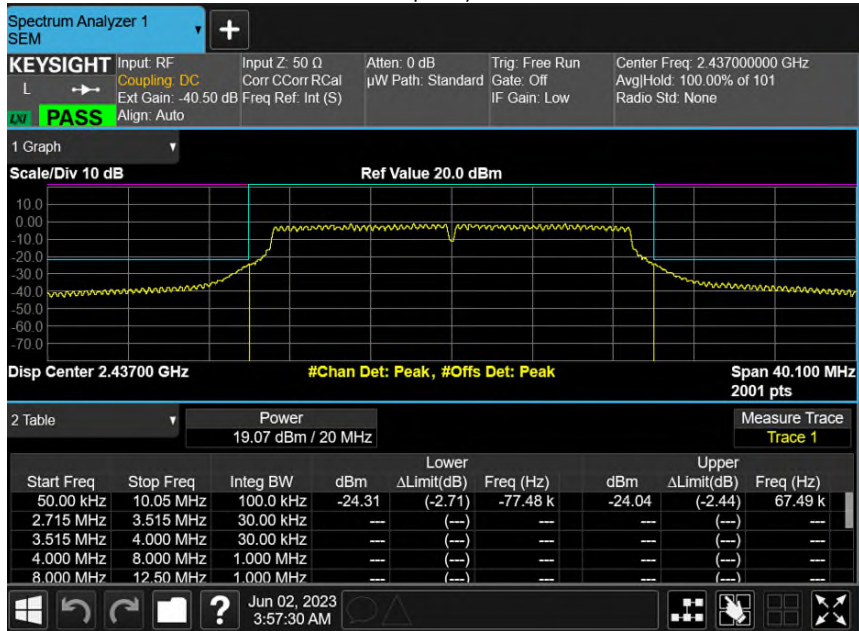 Spectrum Analyzer 1
SEM
+
KEYSIGHT Input: RF Input Z: 50 Ω Atten: 0 dB Trig: Free Run Center Freq: 2.437000000 GHz
L Coupling: DC Corr CCorr RCal µW Path: Standard Gate: Off Avg|Hold: 100.00% of 101
Ext Gain: -40.50 dB Freq Ref: Int (S) IF Gain: Low Radio Std: None
LXI PASS Align: Auto
1 Graph
Scale/Div 10 dB Ref Value 20.0 dBm
10.0
0.00
-10.0
-20.0
-30.0
-40.0
-50.0
-60.0
-70.0
Disp Center 2.43700 GHz #Chan Det: Peak, #Offs Det: Peak Span 40.100 MHz
2001 pts
2 Table Power Measure Trace
19.07 dBm / 20 MHz Trace 1
Lower Upper
Start Freq Stop Freq Integ BW dBm ΔLimit(dB) Freq (Hz) dBm ΔLimit(dB) Freq (Hz)
50.00 kHz 10.05 MHz 100.0 kHz -24.31 (-2.71) -77.48 k -24.04 (-2.44) 67.49 k
2.715 MHz 3.515 MHz 30.00 kHz --- (---) --- --- (---) ---
3.515 MHz 4.000 MHz 30.00 kHz --- (---) --- --- (---) ---
4.000 MHz 8.000 MHz 1.000 MHz --- (---) --- --- (---) ---
8.000 MHz 12.50 MHz 1.000 MHz --- (---) --- --- (---) ---
? Jun 02, 2023
3:57:30 AM